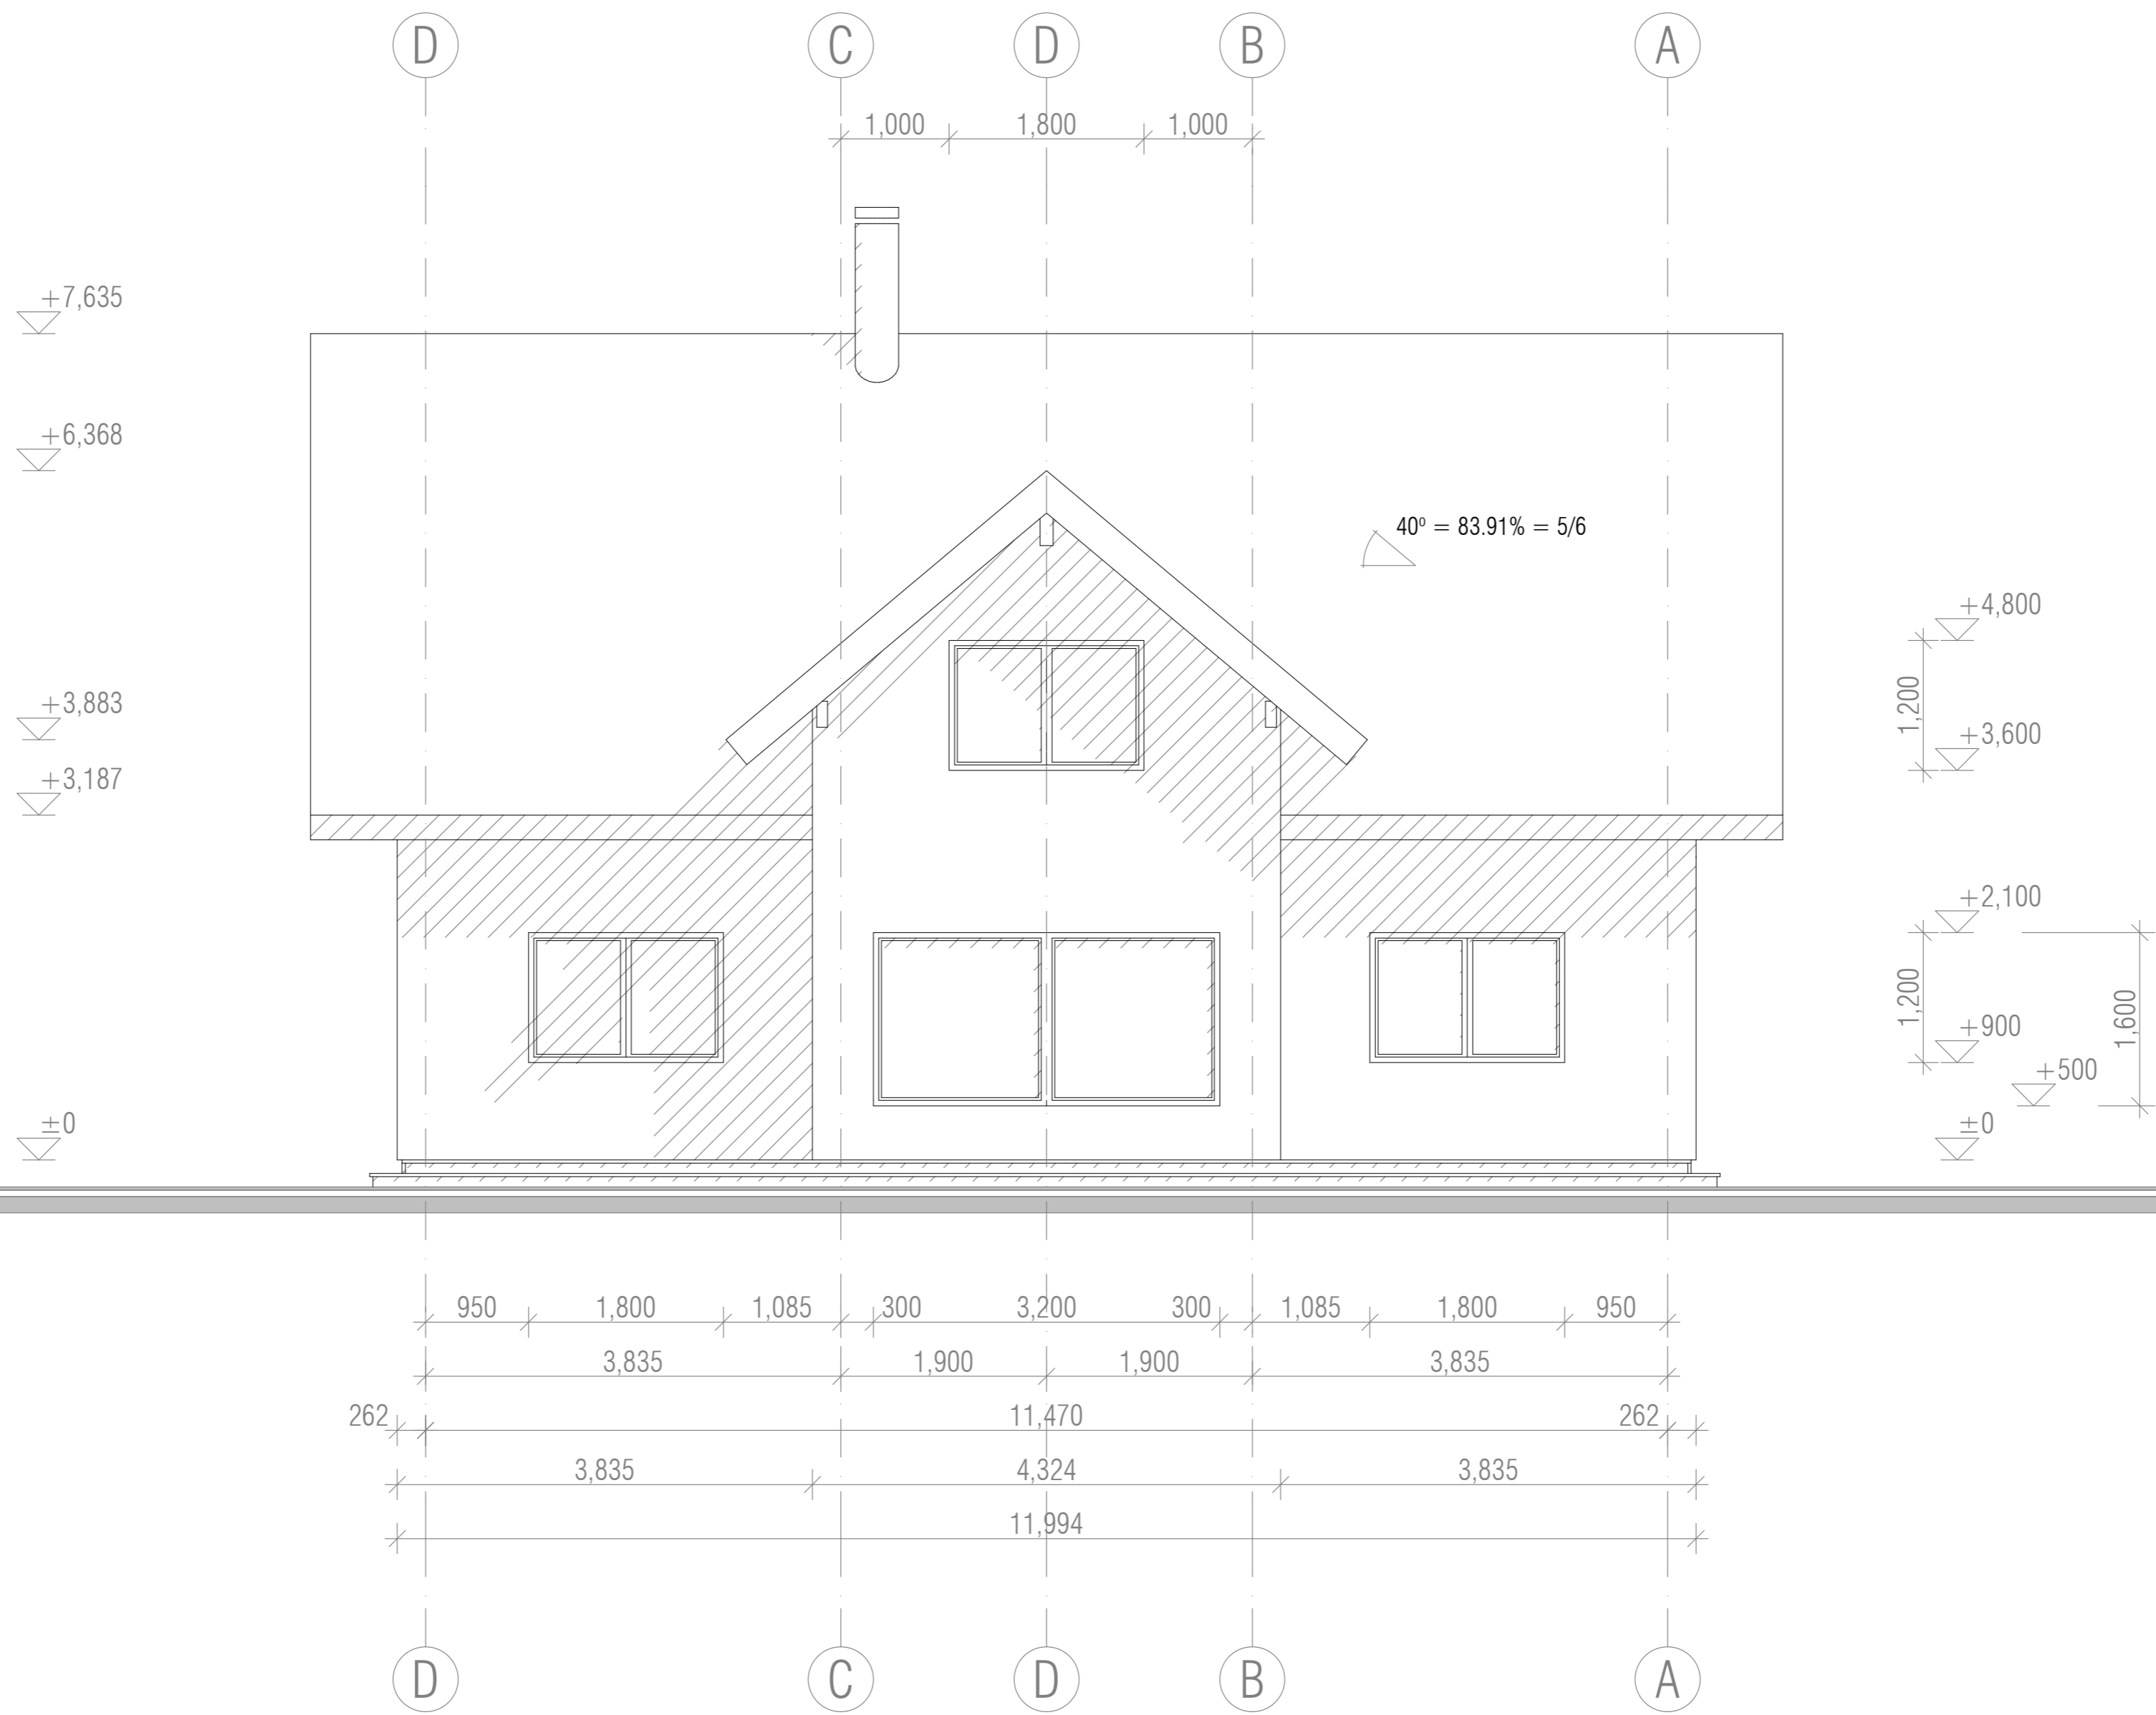 D C D B A
1,000 1,800 1,000
+7,635
+6,368
40⁰ = 83.91% = 5/6
+4,800
+3,883
1,200
+3,600
+3,187
+2,100
1,200
1,600
+900
+500
±0
±0
950 1,800 1,085 300 3,200 300 1,085 1,800 950
3,835 1,900 1,900 3,835
262 11,470 262
3,835 4,324 3,835
11,994
D C D B A